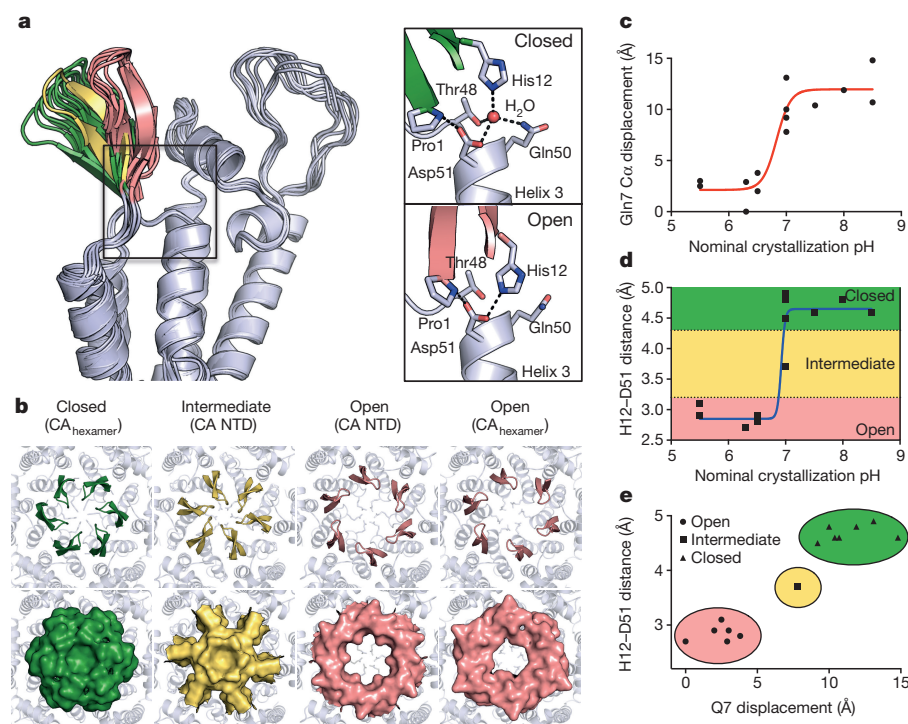 a
Closed
His12
Thr48
H2O
Pro1
Asp51
Gln50
Helix 3
Open
Thr48
His12
Pro1
Gln50
Asp51
Helix 3
b
Closed
(CAhexamer)
Intermediate
(CA NTD)
Open
(CA NTD)
Open
(CAhexamer)
c
Gln7 Cα displacement (Å)
15
10
5
0
5 6 7 8 9
Nominal crystallization pH
d
H12–D51 distance (Å)
5.0
4.5
4.0
3.5
3.0
2.5
Closed
Intermediate
Open
5 6 7 8 9
Nominal crystallization pH
e
H12–D51 distance (Å)
5
4
3
Open
Intermediate
Closed
0 5 10 15
Q7 displacement (Å)